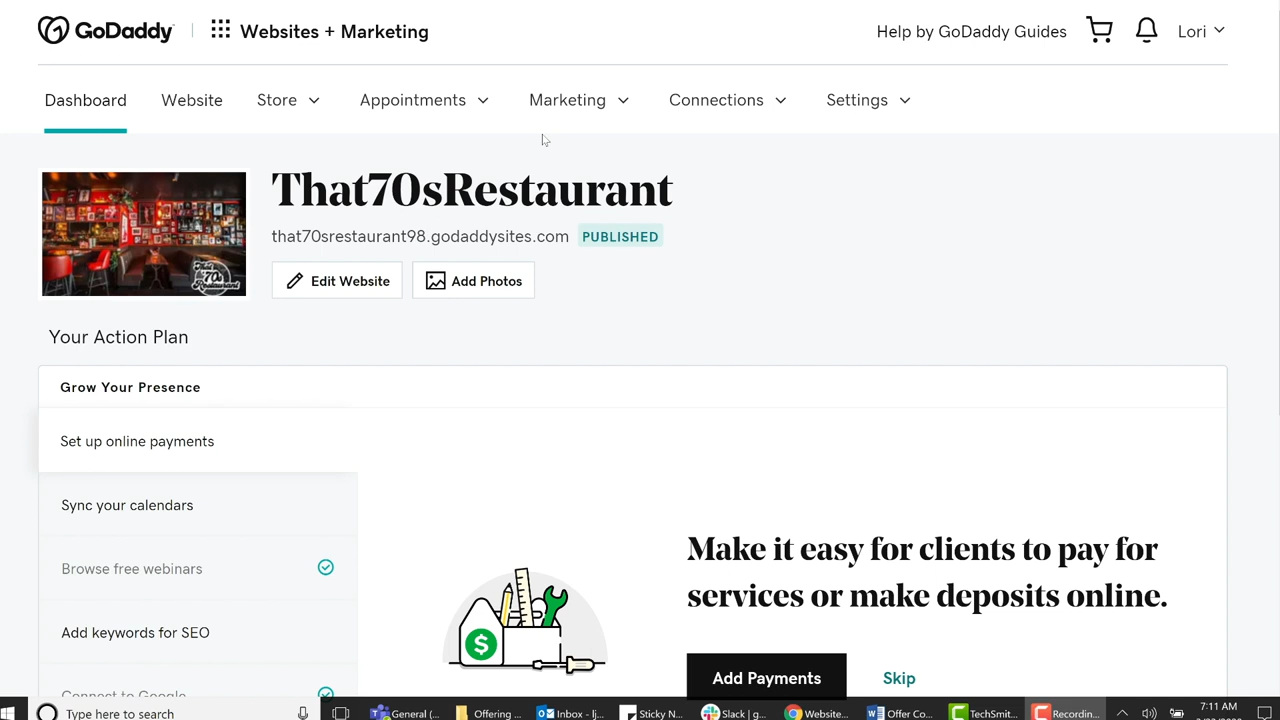 GoDaddy Websites + Marketing Help by GoDaddy Guides Lori
Dashboard Website Store Appointments Marketing Connections Settings
That70sRestaurant
that70srestaurant98.godaddysites.com PUBLISHED
Edit Website Add Photos
Your Action Plan
Grow Your Presence
Set up online payments
Sync your calendars
Browse free webinars
Add keywords for SEO
Connect to Google
Make it easy for clients to pay for
services or make deposits online.
$
Add Payments Skip
Type here to search General (... Offering ... Inbox - lj... Sticky N... Slack | g... Website... Offer Co... TechSmit... Recordin... 7:11 AM